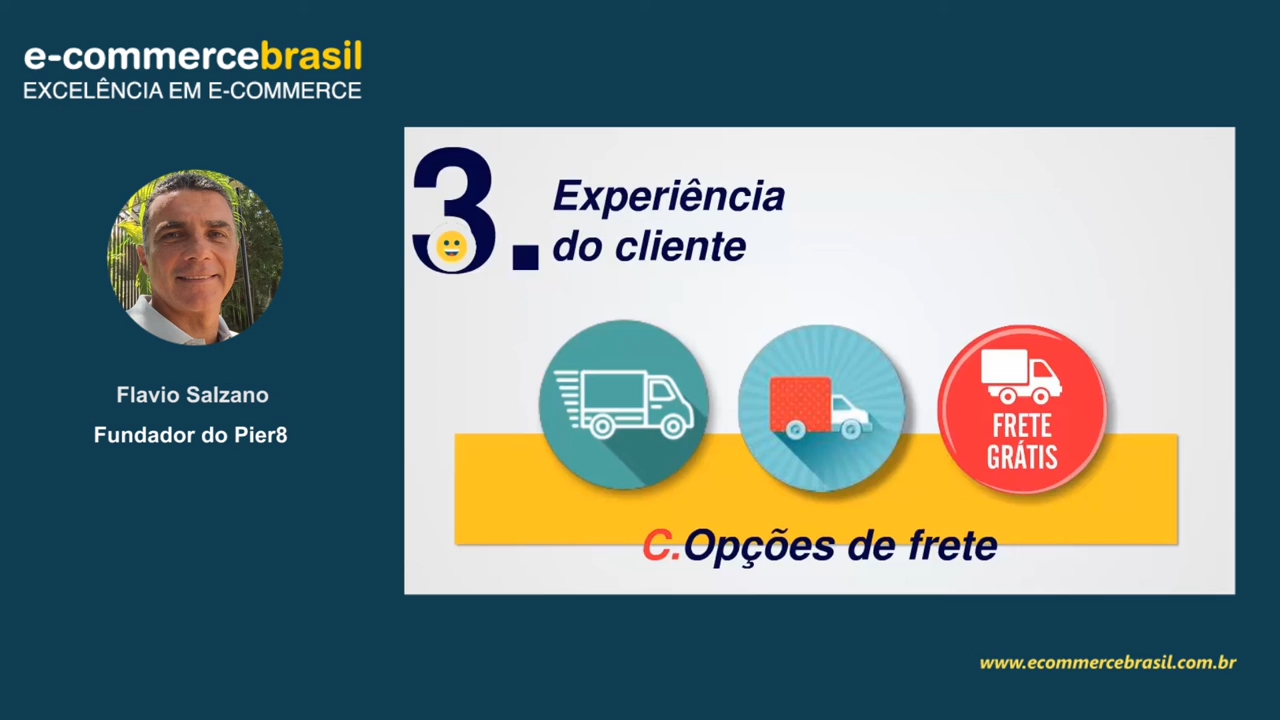 e-commercebrasil
EXCELÊNCIA EM E-COMMERCE
Flavio Salzano
Fundador do Pier8
3.
Experiência
do cliente
FRETE
GRÁTIS
C.Opções de frete
www.ecommercebrasil.com.br